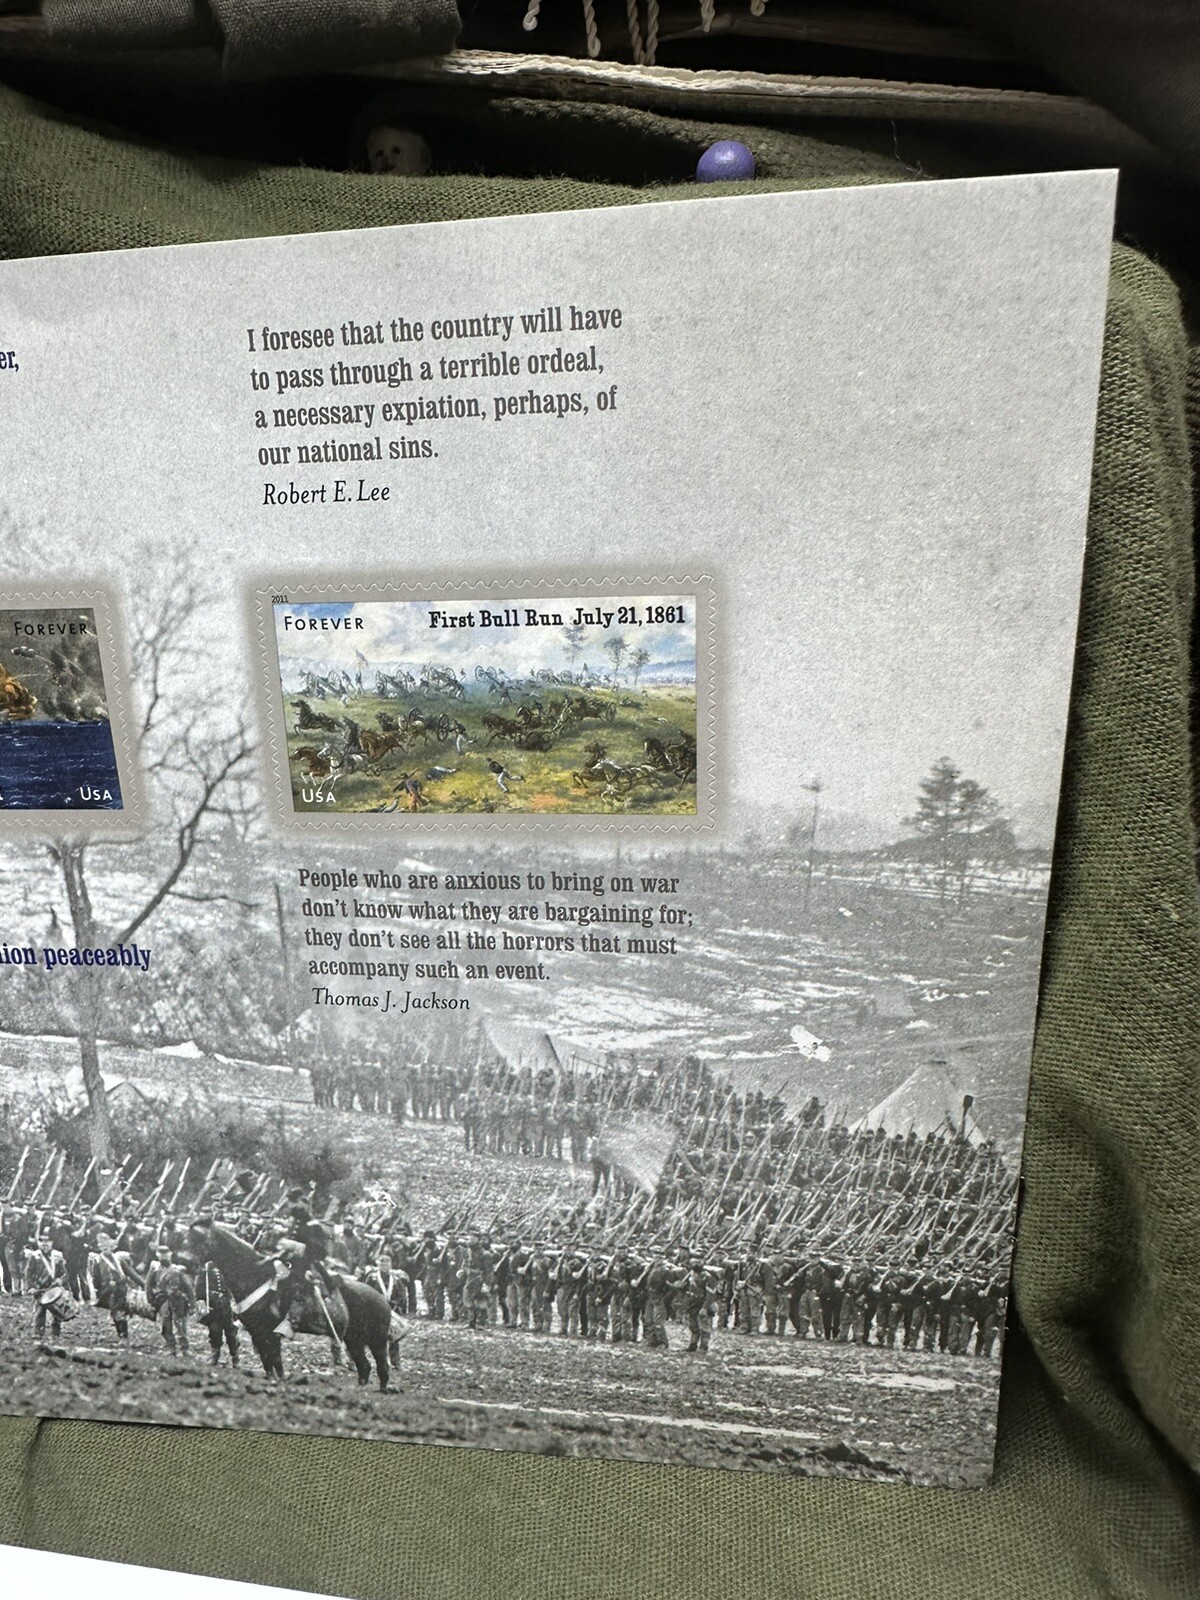 er,
I foresee that the country will have
to pass through a terrible ordeal,
a necessary expiation, perhaps, of
our national sins.
Robert E. Lee
FOREVER
USA
2011
FOREVER
First Bull Run July 21, 1861
USA
ion peaceably
People who are anxious to bring on war
don't know what they are bargaining for;
they don't see all the horrors that must
accompany such an event.
Thomas J. Jackson